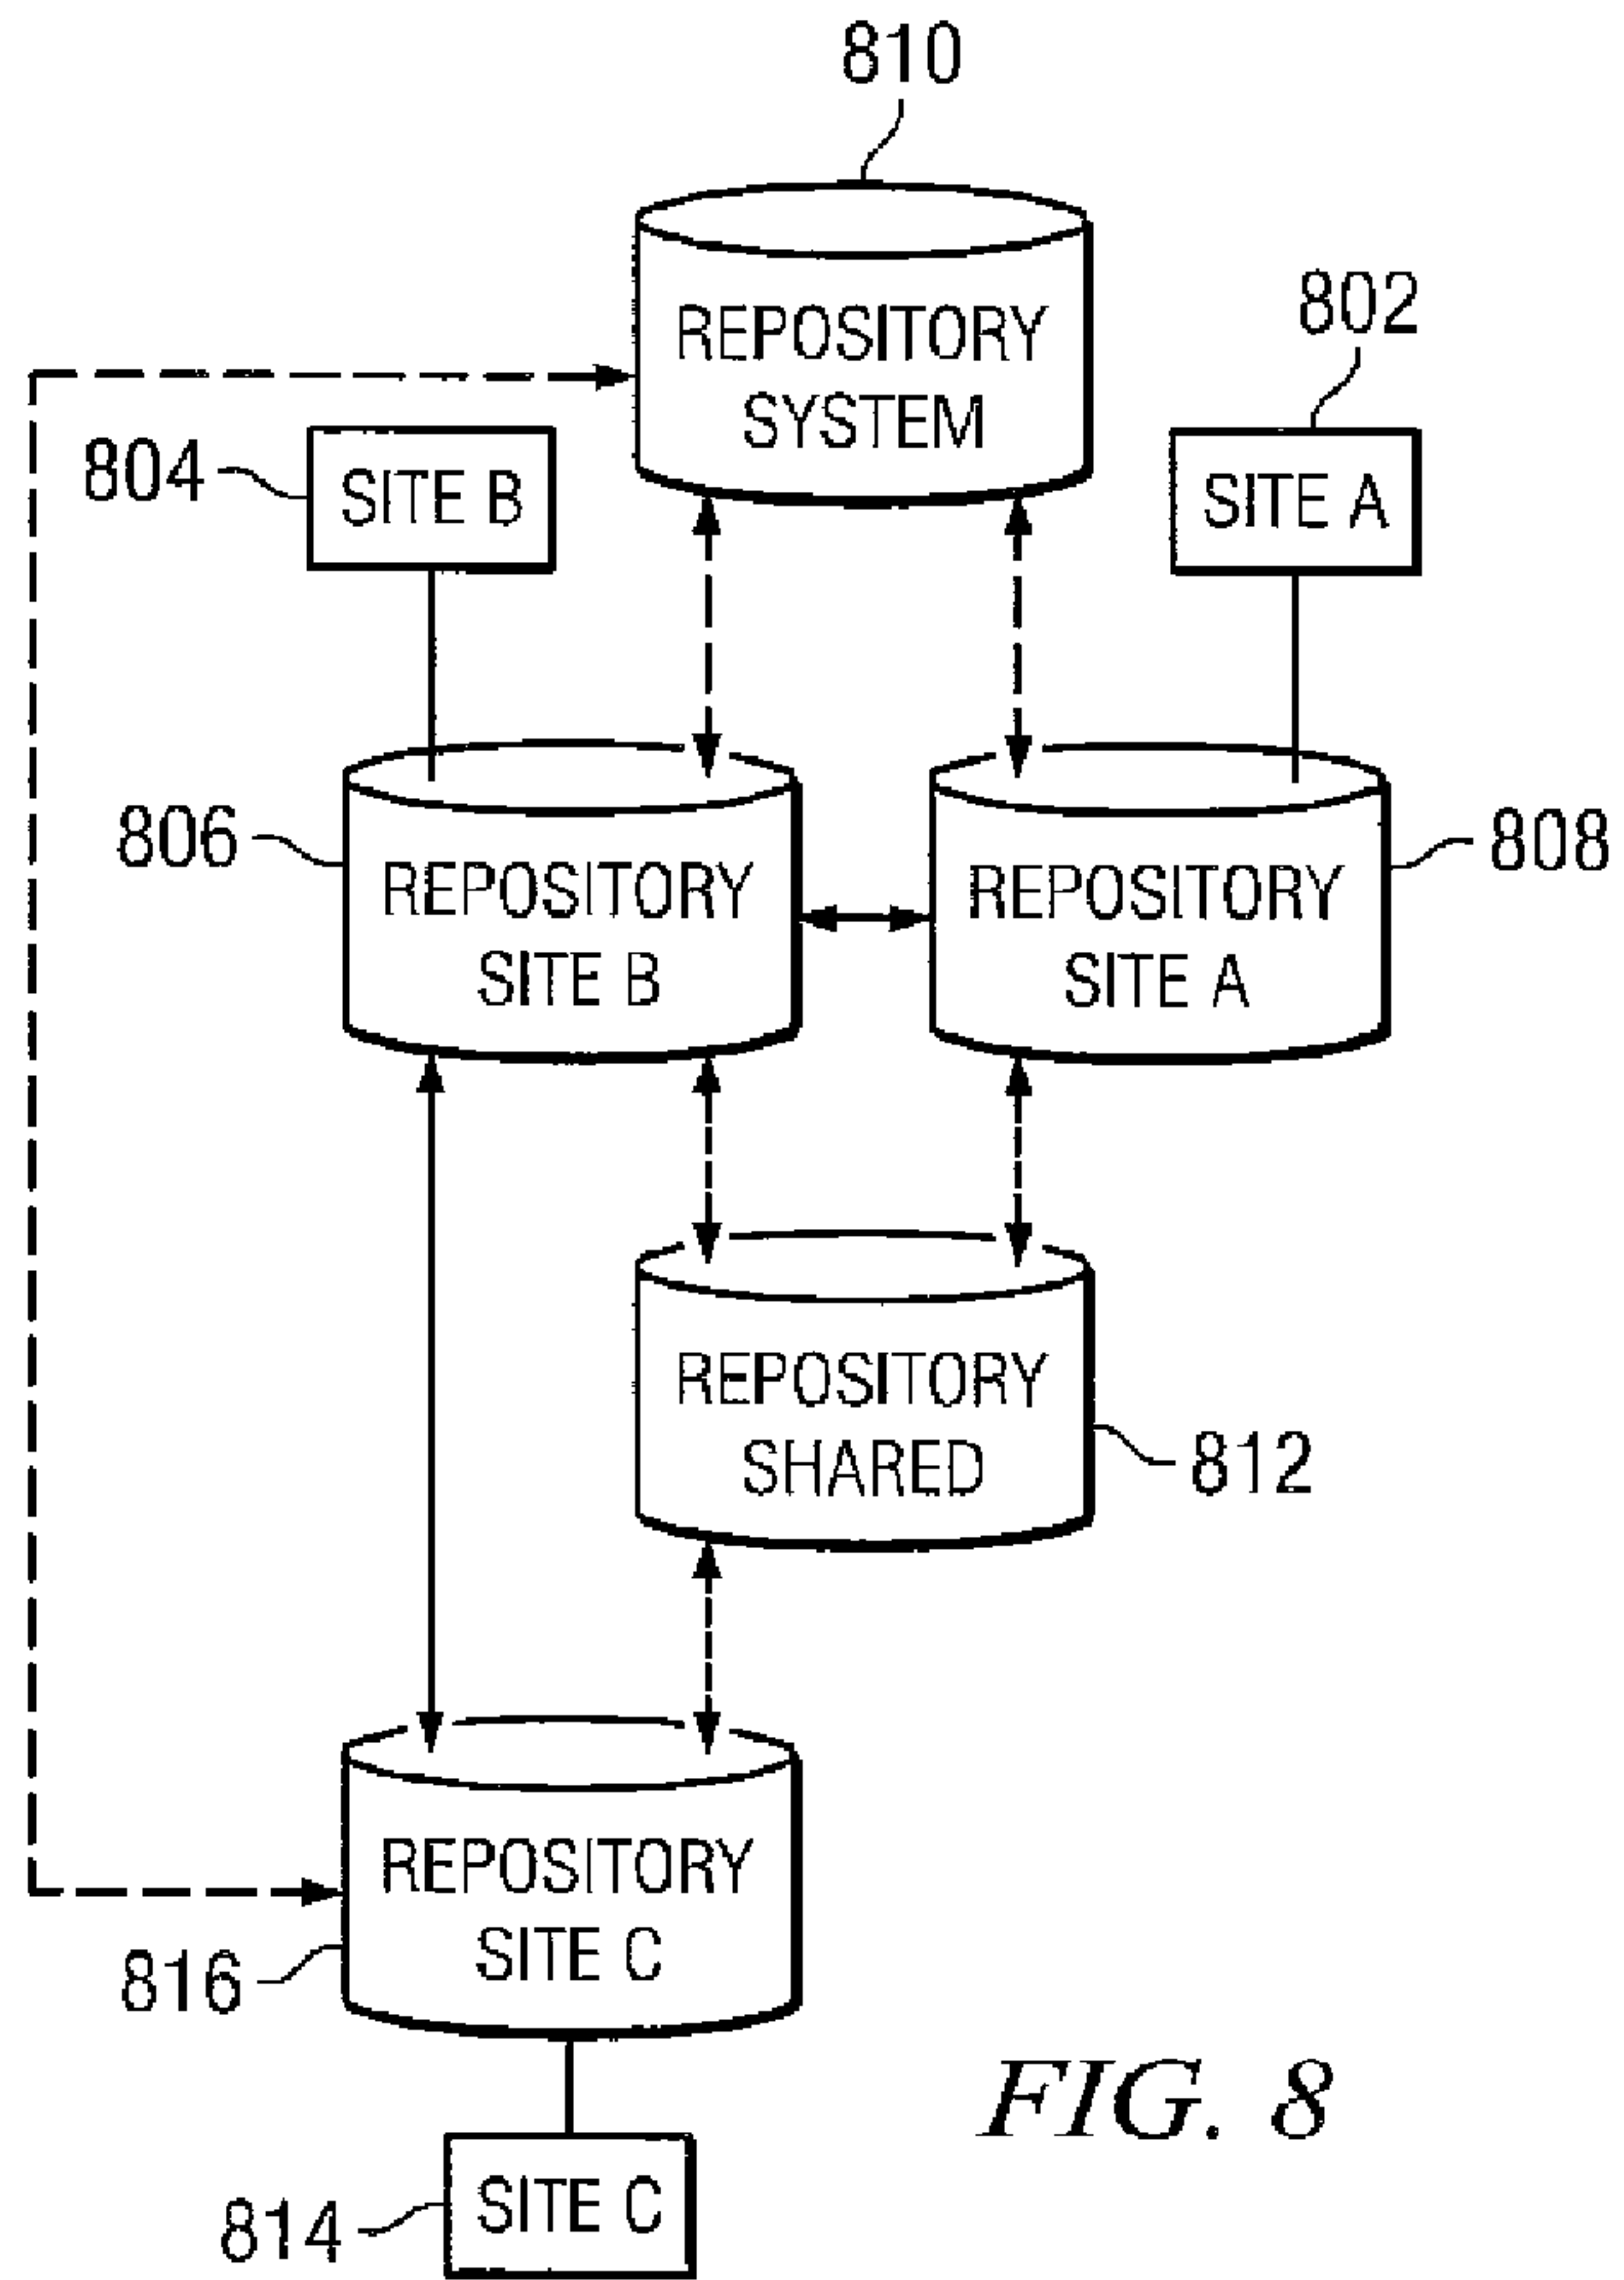 810
REPOSITORY
SYSTEM
802
SITE A
804
SITE B
806
REPOSITORY
SITE B
REPOSITORY
SITE A
808
REPOSITORY
SHARED
812
REPOSITORY
SITE C
816
SITE C
814
FIG. 8